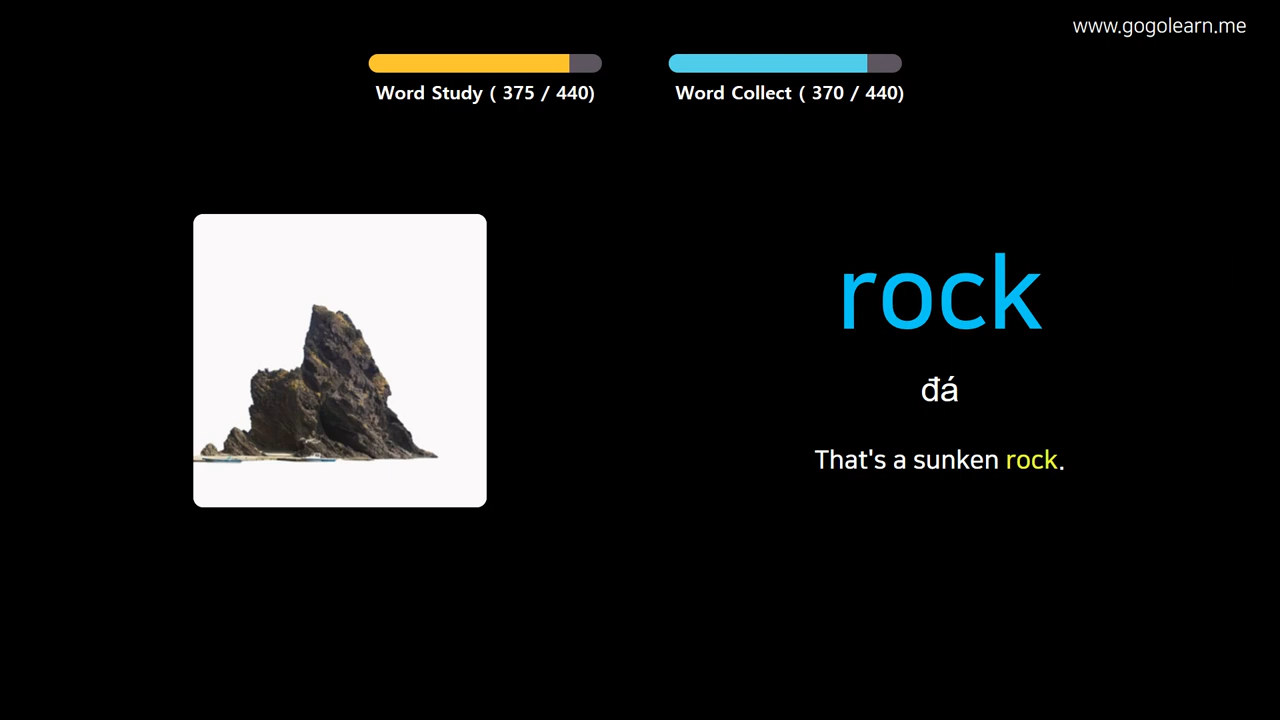 www.gogolearn.me
Word Study ( 375 / 440)
Word Collect ( 370 / 440)
rock
đá
That's a sunken rock.